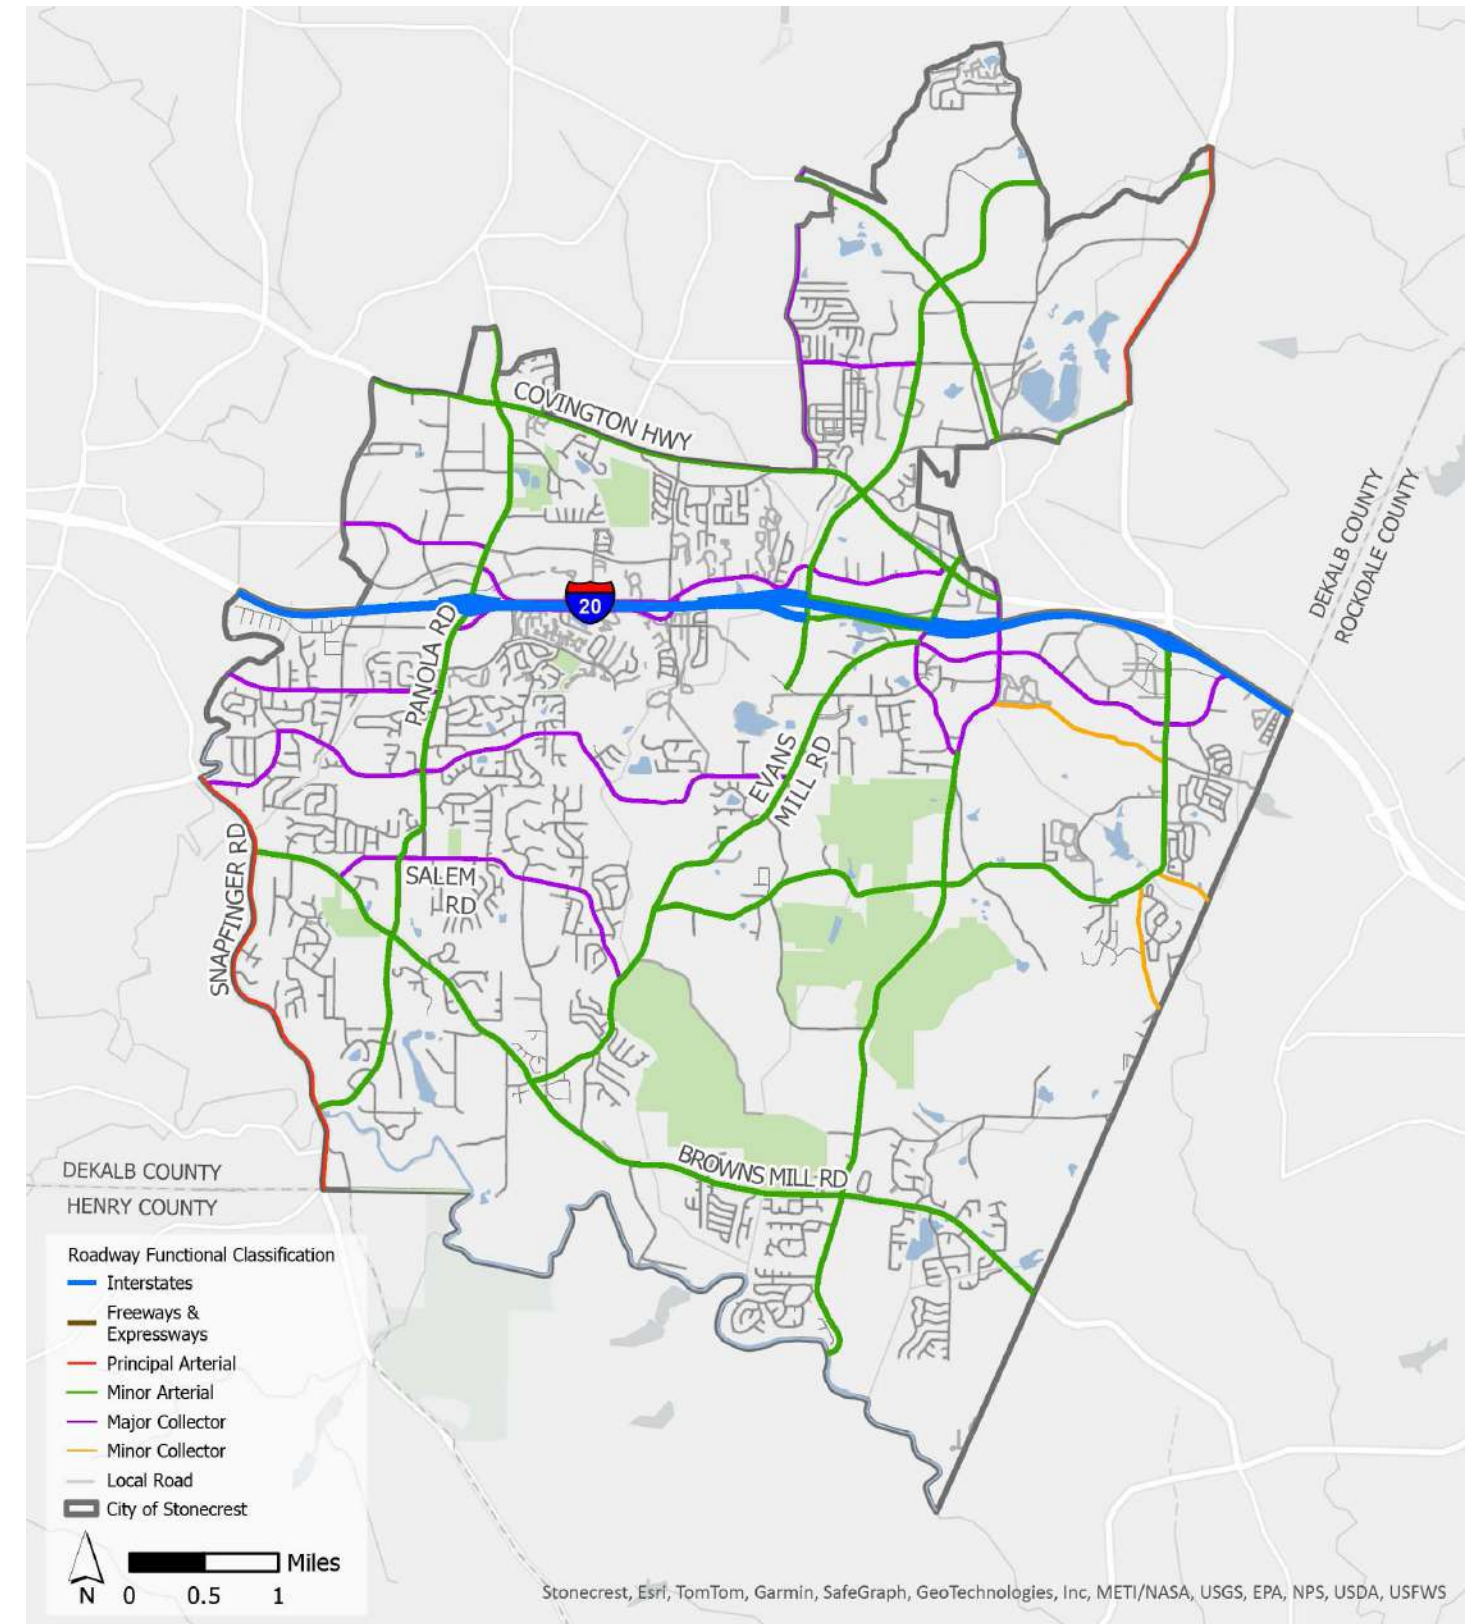 COVINGTON HWY
DEKALB COUNTY
ROCKDALE COUNTY
20
PANOLA RD
EVANS
MILL RD
SNAPFINGER RD
SALEM
RD
BROWNS MILL RD
DEKALB COUNTY
HENRY COUNTY
Roadway Functional Classification
Interstates
Freeways &
Expressways
Principal Arterial
Minor Arterial
Major Collector
Minor Collector
Local Road
City of Stonecrest
N
Miles
0 0.5 1
Stonecrest, Esri, TomTom, Garmin, SafeGraph, GeoTechnologies, Inc, METI/NASA, USGS, EPA, NPS, USDA, USFWS